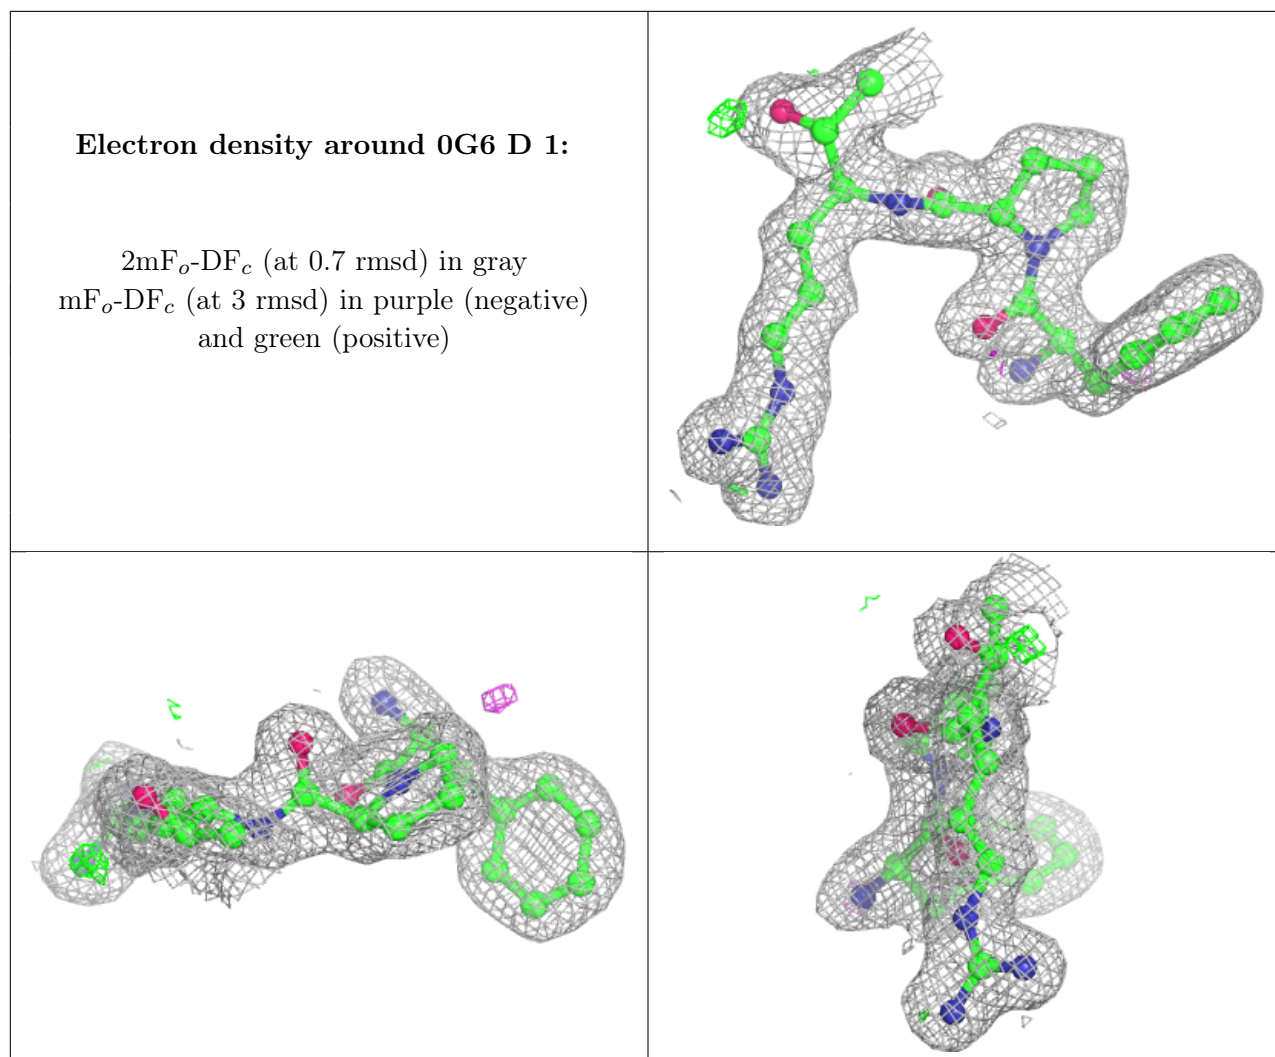 Electron density around 0G6 D 1:
2mFo-DFc (at 0.7 rmsd) in gray
mFo-DFc (at 3 rmsd) in purple (negative)
and green (positive)